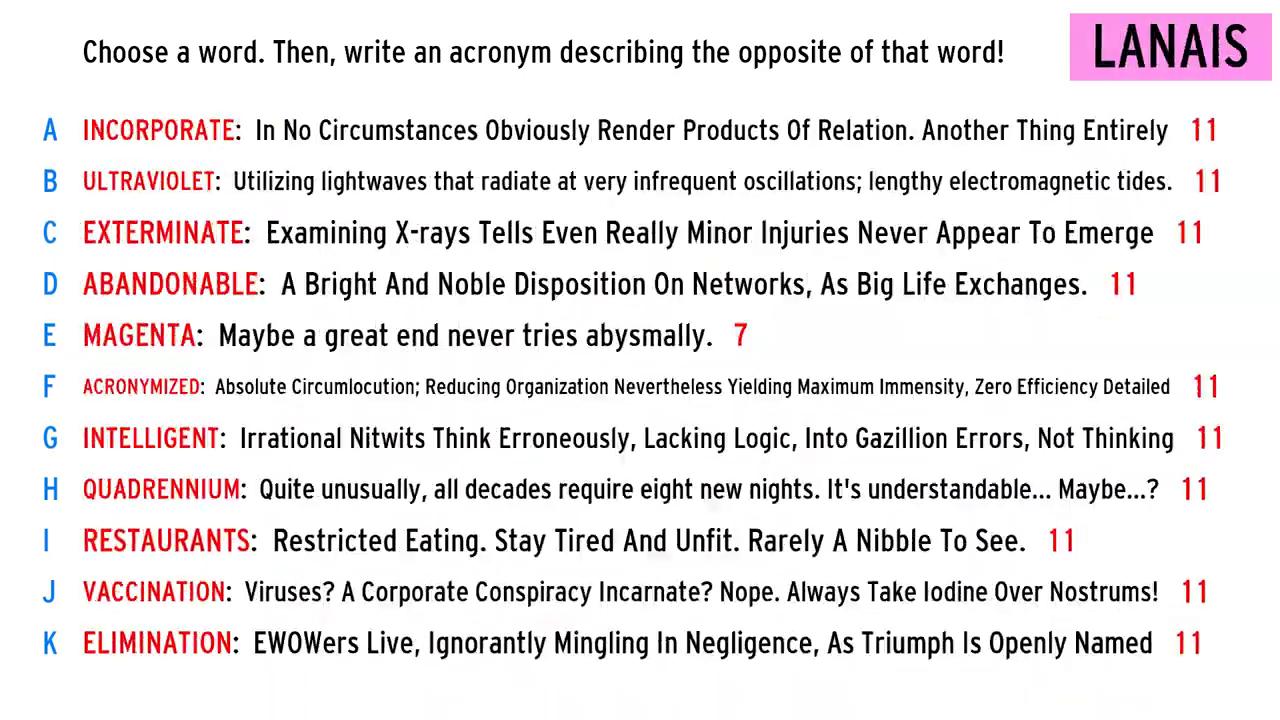 Choose a word. Then, write an acronym describing the opposite of that word!
LANAIS
A INCORPORATE: In No Circumstances Obviously Render Products Of Relation. Another Thing Entirely 11
B ULTRAVIOLET: Utilizing lightwaves that radiate at very infrequent oscillations; lengthy electromagnetic tides. 11
C EXTERMINATE: Examining X-rays Tells Even Really Minor Injuries Never Appear To Emerge 11
D ABANDONABLE: A Bright And Noble Disposition On Networks, As Big Life Exchanges. 11
E MAGENTA: Maybe a great end never tries abysmally. 7
F ACRONYMIZED: Absolute Circumlocution; Reducing Organization Nevertheless Yielding Maximum Immensity, Zero Efficiency Detailed 11
G INTELLIGENT: Irrational Nitwits Think Erroneously, Lacking Logic, Into Gazillion Errors, Not Thinking 11
H QUADRENNIUM: Quite unusually, all decades require eight new nights. It's understandable... Maybe...? 11
I RESTAURANTS: Restricted Eating. Stay Tired And Unfit. Rarely A Nibble To See. 11
J VACCINATION: Viruses? A Corporate Conspiracy Incarnate? Nope. Always Take Iodine Over Nostrums! 11
K ELIMINATION: EWOWers Live, Ignorantly Mingling In Negligence, As Triumph Is Openly Named 11